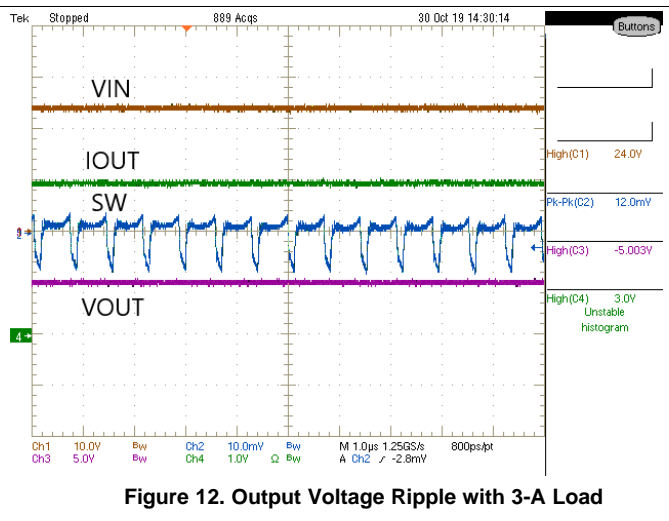 Tek Stopped 889 Acqs 30 Oct 19 14:30:14
Buttons
VIN
IOUT
SW
VOUT
2
4
High(C1) 24.0V
Pk-Pk(C2) 12.0mV
High(C3) -5.003V
High(C4) 3.0V
Unstable
histogram
Ch1 10.0V Bw Ch2 10.0mV Bw M 1.0µs 1.25GS/s 800ps/pt
Ch3 5.0V Bw Ch4 1.0V Ω Bw A Ch2 ∕ -2.8mV
Figure 12. Output Voltage Ripple with 3-A Load